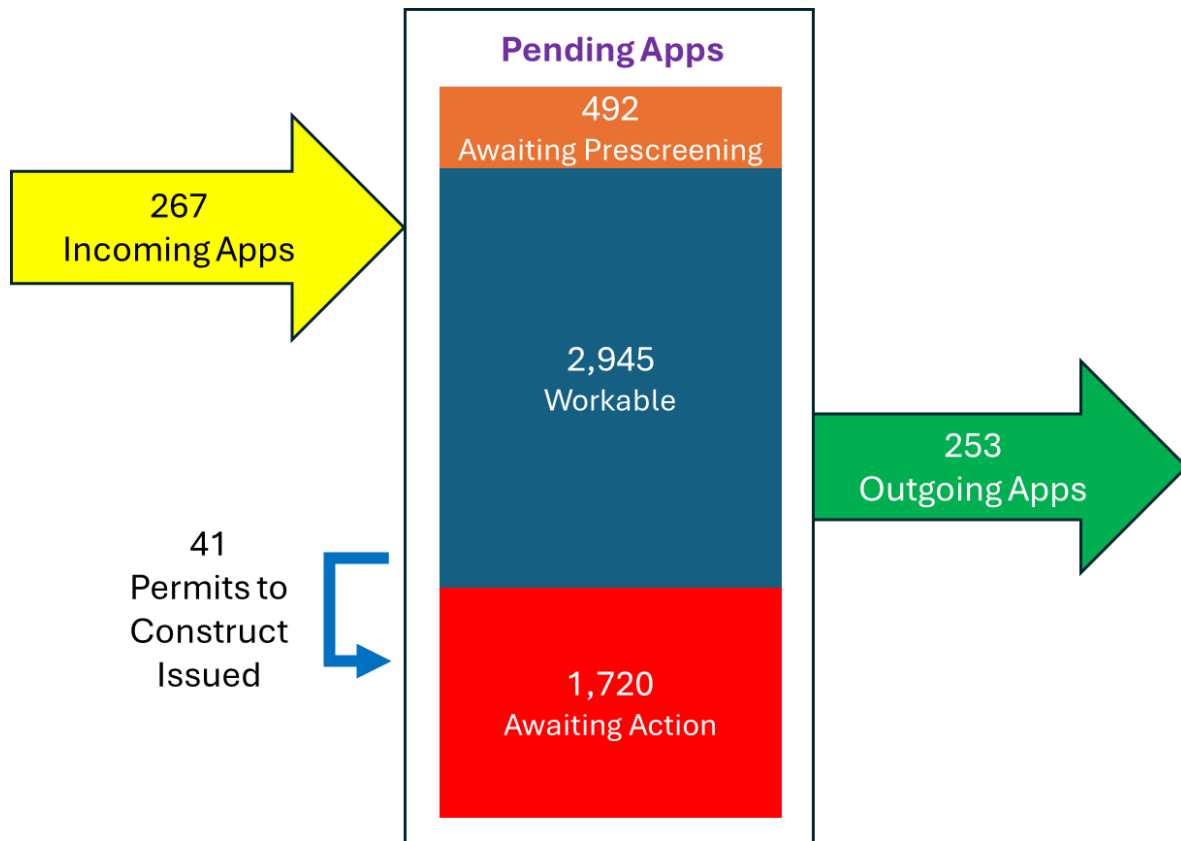 Pending Apps
492
Awaiting Prescreening
267
Incoming Apps
2,945
Workable
253
Outgoing Apps
41
Permits to
Construct
Issued
1,720
Awaiting Action